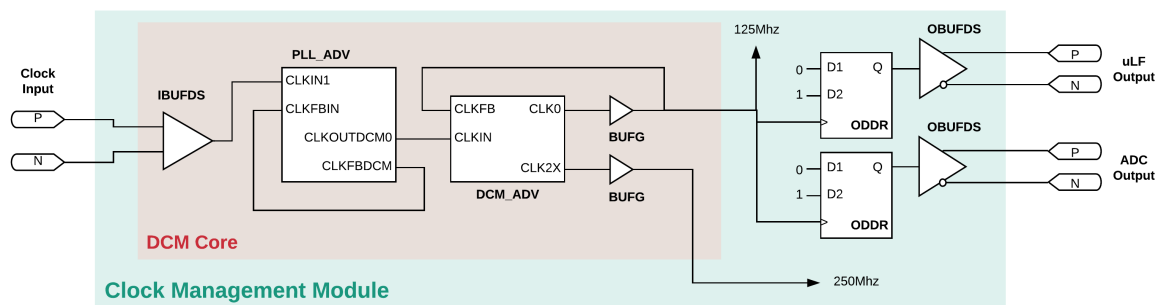 Clock
Input
P
N
IBUFDS
PLL_ADV
CLKIN1
CLKFBIN
CLKOUTDCM0
CLKFBDCM
CLKFB
CLK0
CLKIN
CLK2X
DCM_ADV
BUFG
BUFG
DCM Core
Clock Management Module
125Mhz
250Mhz
0
D1
Q
1
D2
ODDR
OBUFDS
P
N
uLF
Output
0
D1
Q
1
D2
ODDR
OBUFDS
P
N
ADC
Output